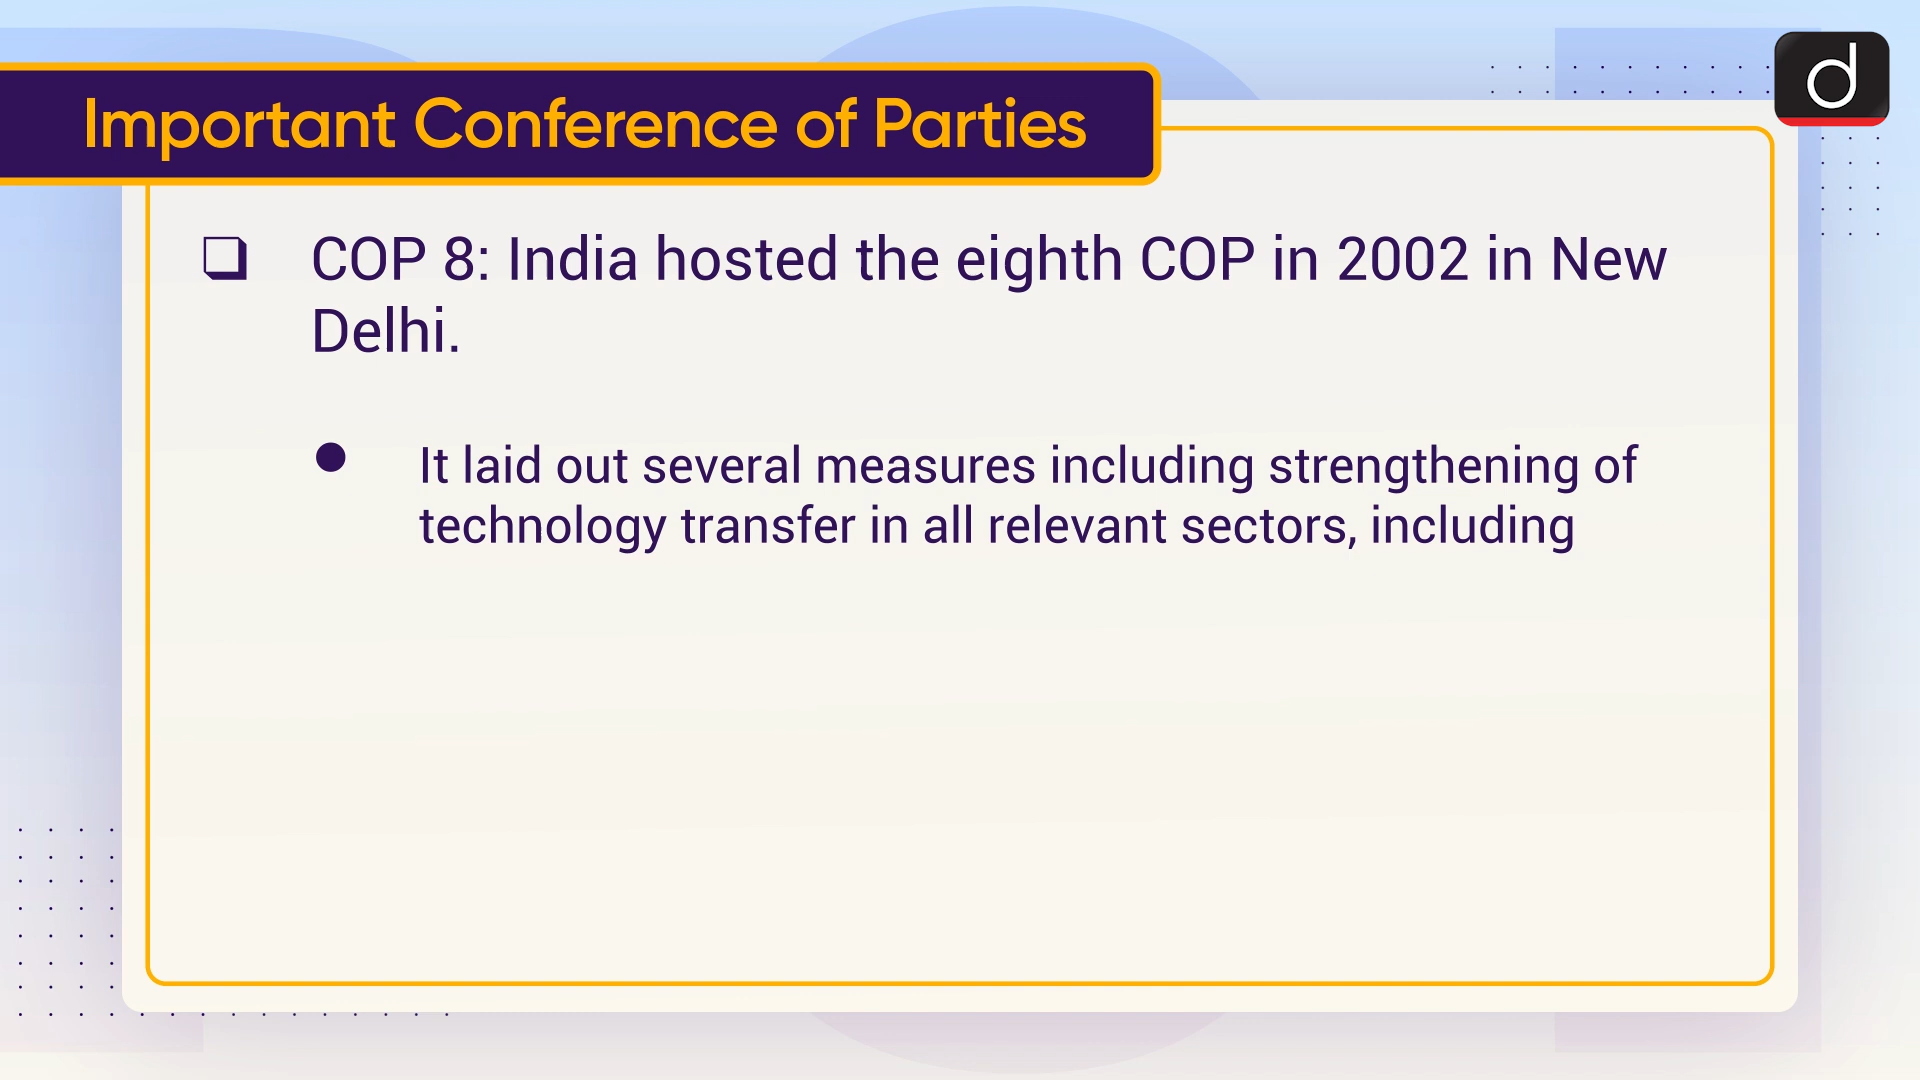 Important Conference of Parties
d
❑ COP 8: India hosted the eighth COP in 2002 in New
Delhi.
● It laid out several measures including strengthening of
technology transfer in all relevant sectors, including